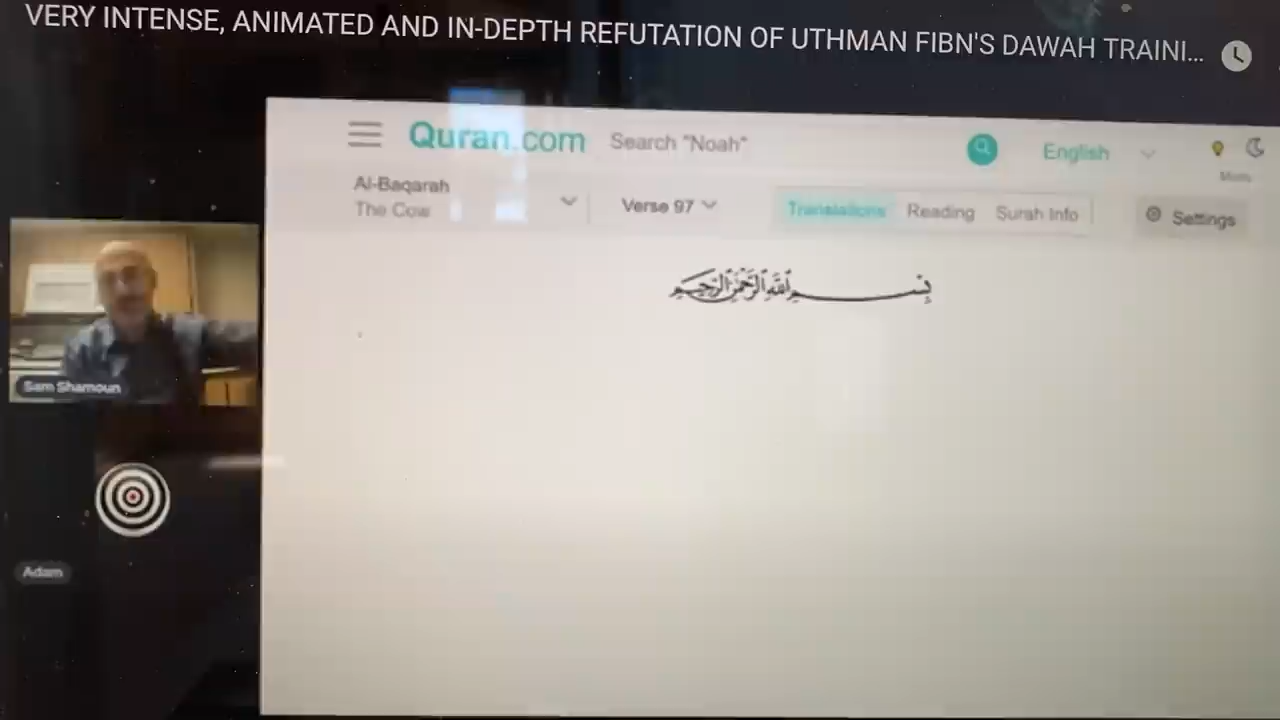 VERY INTENSE, ANIMATED AND IN-DEPTH REFUTATION OF UTHMAN FIBN'S DAWAH TRAINI...
Quran.com Search "Noah" English
Al-Baqarah
The Cow
Verse 97
Translations Reading Surah Info Settings
بِسْمِ ٱللَّهِ ٱلرَّحْمَٰنِ ٱلرَّحِيمِ
Sam Shamoun
Adam